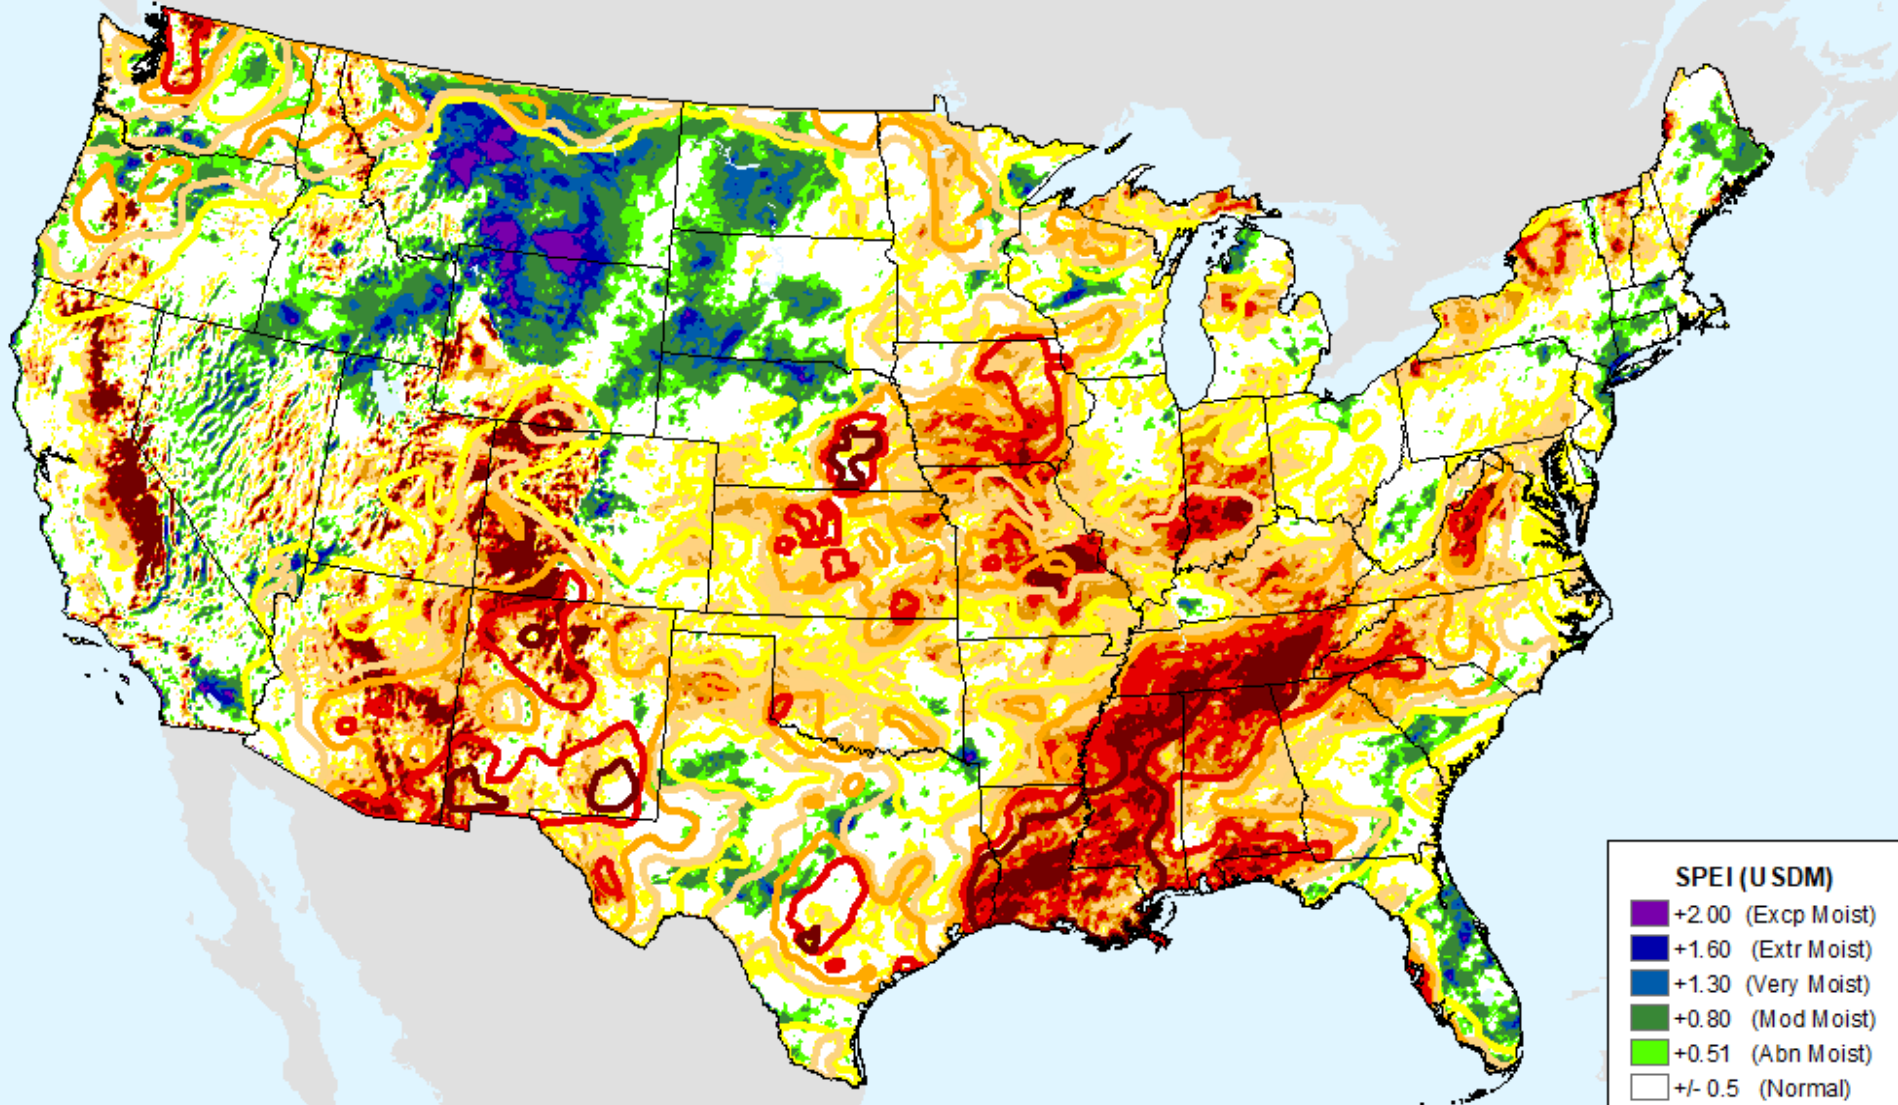 SPEI (USDM)
+2.00 (Excp Moist)
+1.60 (Extr Moist)
+1.30 (Very Moist)
+0.80 (Mod Moist)
+0.51 (Abn Moist)
+/- 0.5 (Normal)